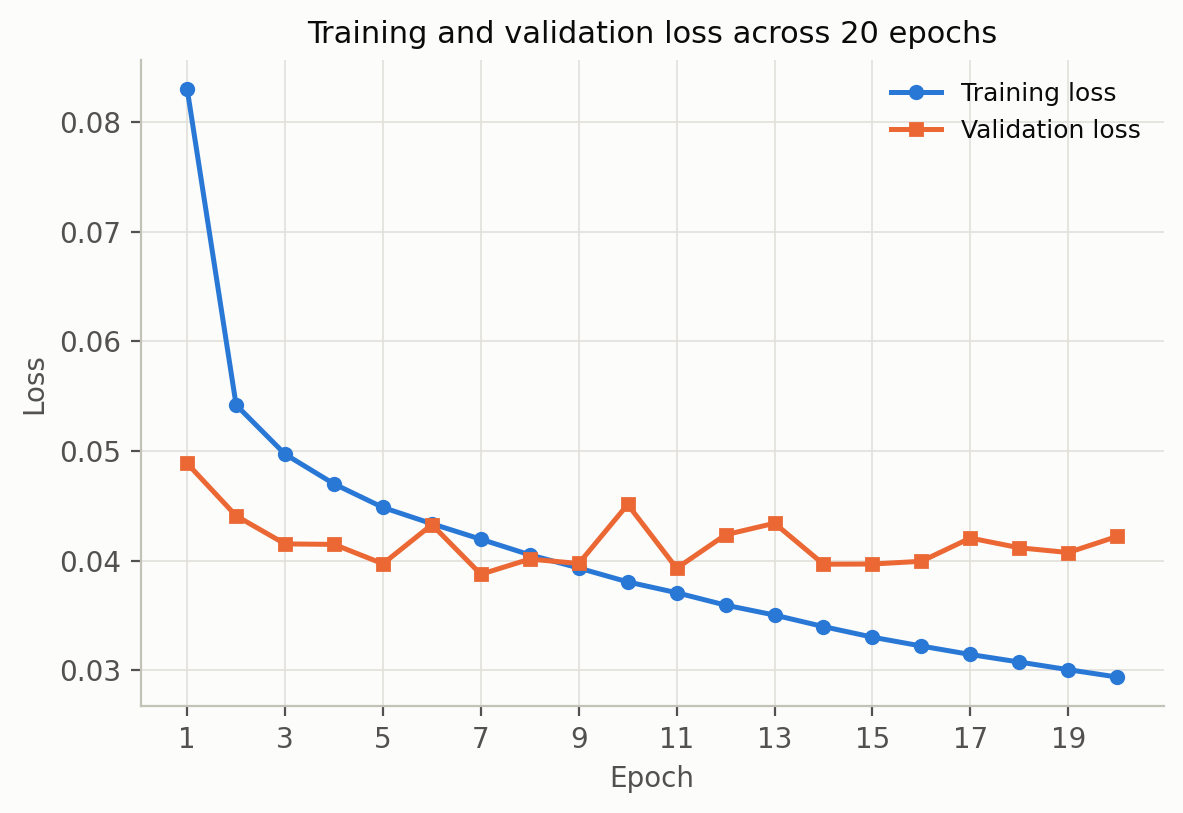 Training and validation loss across 20 epochs
Training loss
Validation loss
0.08
0.07
0.06
0.05
0.04
0.03
Loss
1 3 5 7 9 11 13 15 17 19
Epoch